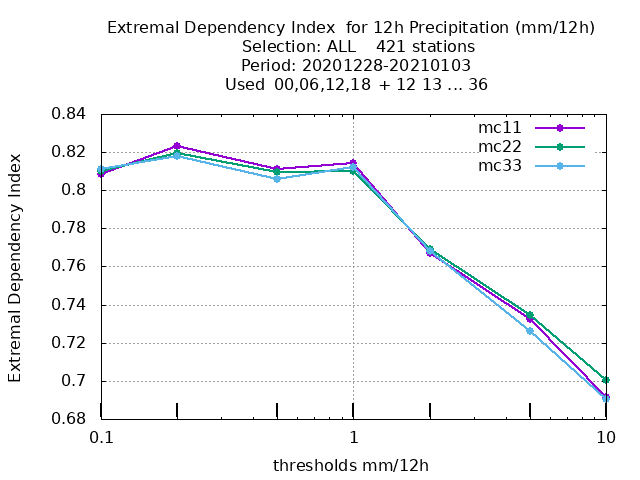 Extremal Dependency Index  for 12h Precipitation (mm/12h)
Selection: ALL    421 stations
Period: 20201228-20210103
Used  00,06,12,18  + 12 13 ... 36
0.84
0.82
0.8
0.78
0.76
0.74
0.72
0.7
0.68
Extremal Dependency Index
mc11
mc22
mc33
0.1
1
10
thresholds mm/12h